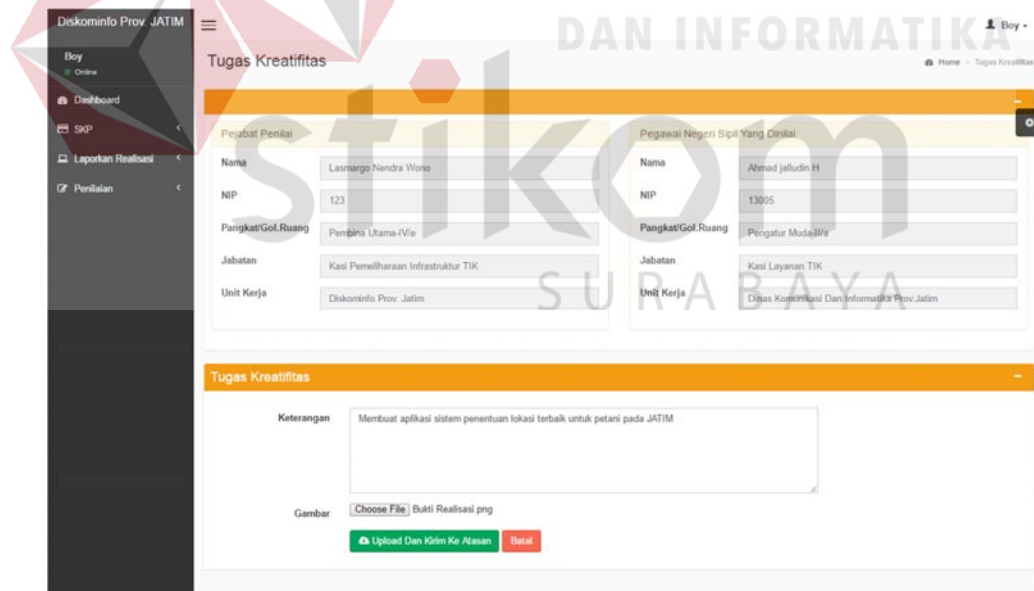 Diskominfo Prov. JATIM
Boy
Online
Dashboard
SKP
Laporkan Realisasi
Penilaian
DAN INFORMATIKA
Boy
Tugas Kreatifitas
Home > Tugas Kreatifitas
stikom
SURABAYA
Pejabat Penilai
Nama
Lasmargo Nendra Wono
NIP
123
Pangkat/Gol.Ruang
Pembina Utama-IV/e
Jabatan
Kasi Pemeliharaan Infrastruktur TIK
Unit Kerja
Diskominfo Prov. Jatim
Pegawai Negeri Sipil Yang Dinilai
Nama
Ahmad jalludin H
NIP
13005
Pangkat/Gol.Ruang
Pengatur Muda-II/a
Jabatan
Kasi Layanan TIK
Unit Kerja
Dinas Komunikasi Dan Informatika Prov.Jatim
Tugas Kreatifitas
Keterangan
Membuat aplikasi sistem penentuan lokasi terbaik untuk petani pada JATIM
Gambar
Choose File Bukti Realisasi.png
Upload Dan Kirim Ke Atasan
Batal